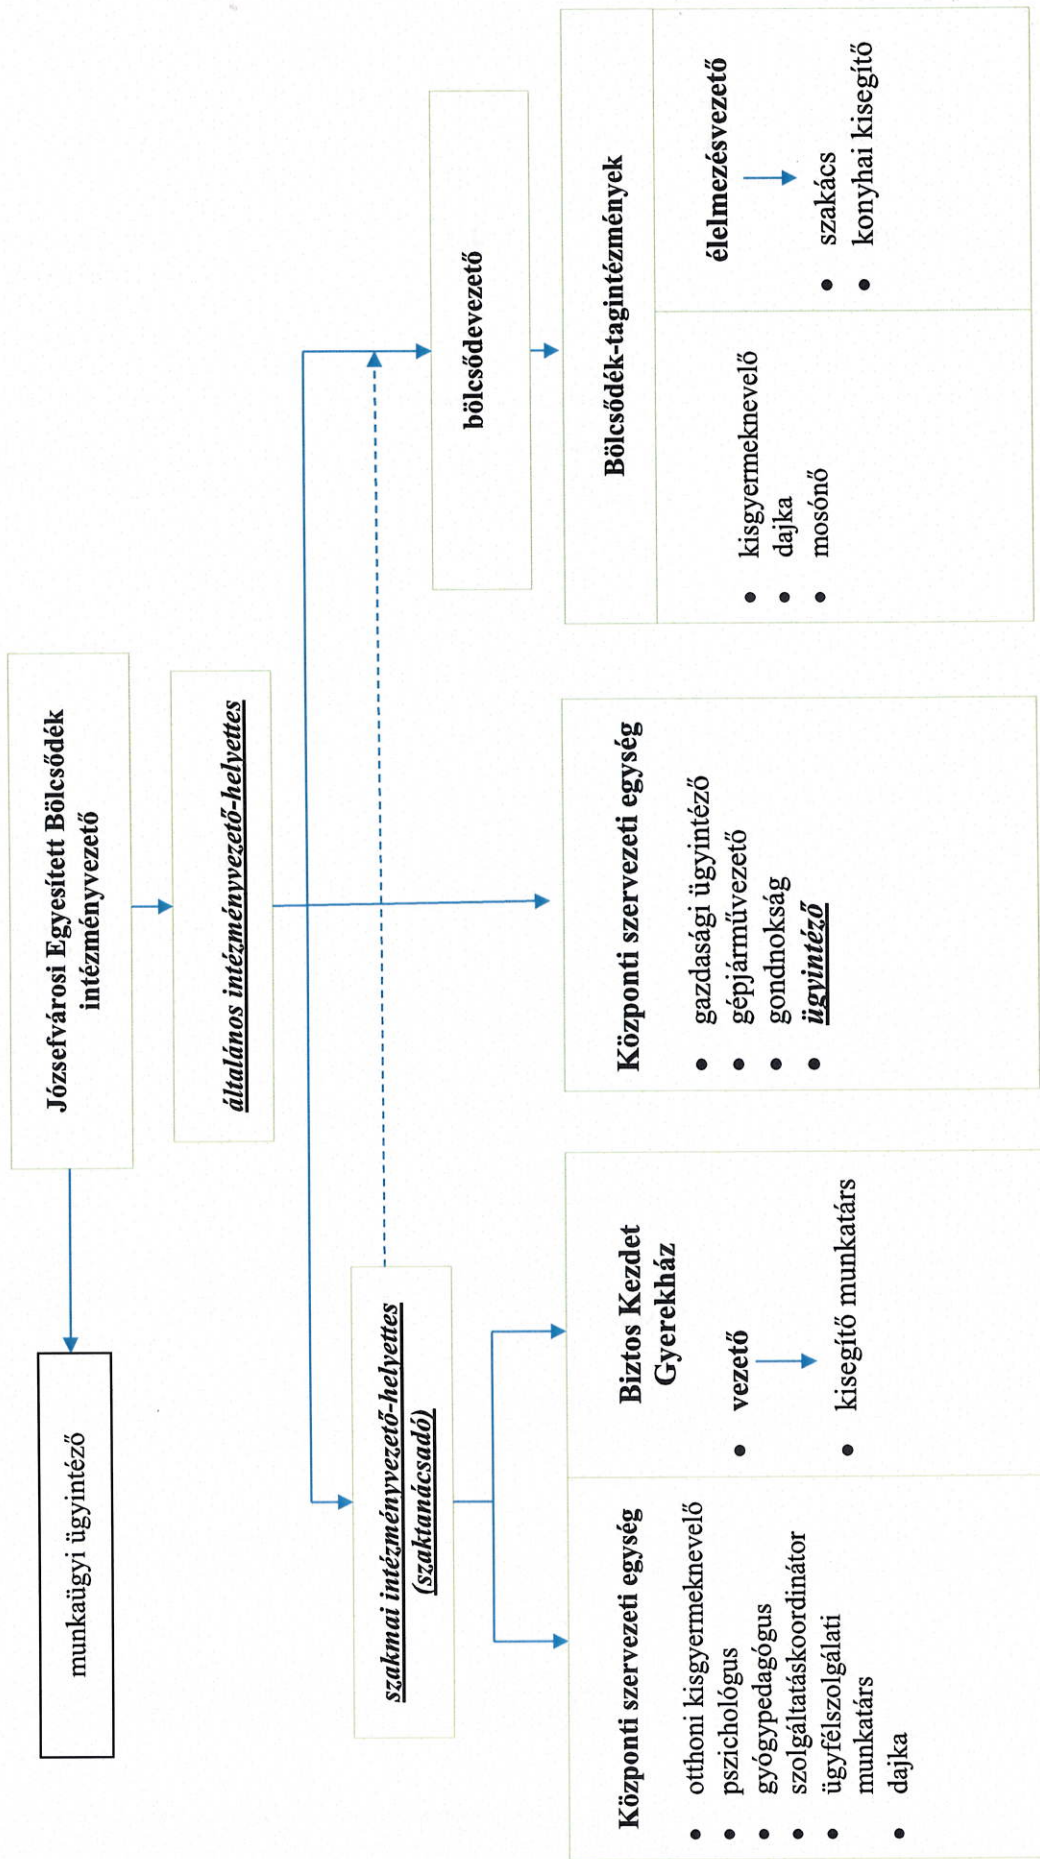 Józsefvárosi Egyesített Bölcsődék
intézményvezető
munkaügyi ügyintéző
általános intézményvezető-helyettes
szakmai intézményvezető-helyettes
(szaktanácsadó)
bölcsődevezető
Központi szervezeti egység
• otthoni kisgyermeknevelő
• pszichológus
• gyógypedagógus
• szolgáltatáskoordinátor
• ügyfélszolgálati
munkatárs
• dajka
Biztos Kezdet
Gyerekház
• vezető
• kisegítő munkatárs
Központi szervezeti egység
• gazdasági ügyintéző
• gépjárművezető
• gondnokság
• ügyintéző
Bölcsődék-tagintézmények
• kisgyermeknevelő
• dajka
• mosónő
élelmezésvezető
• szakács
• konyhai kisegítő